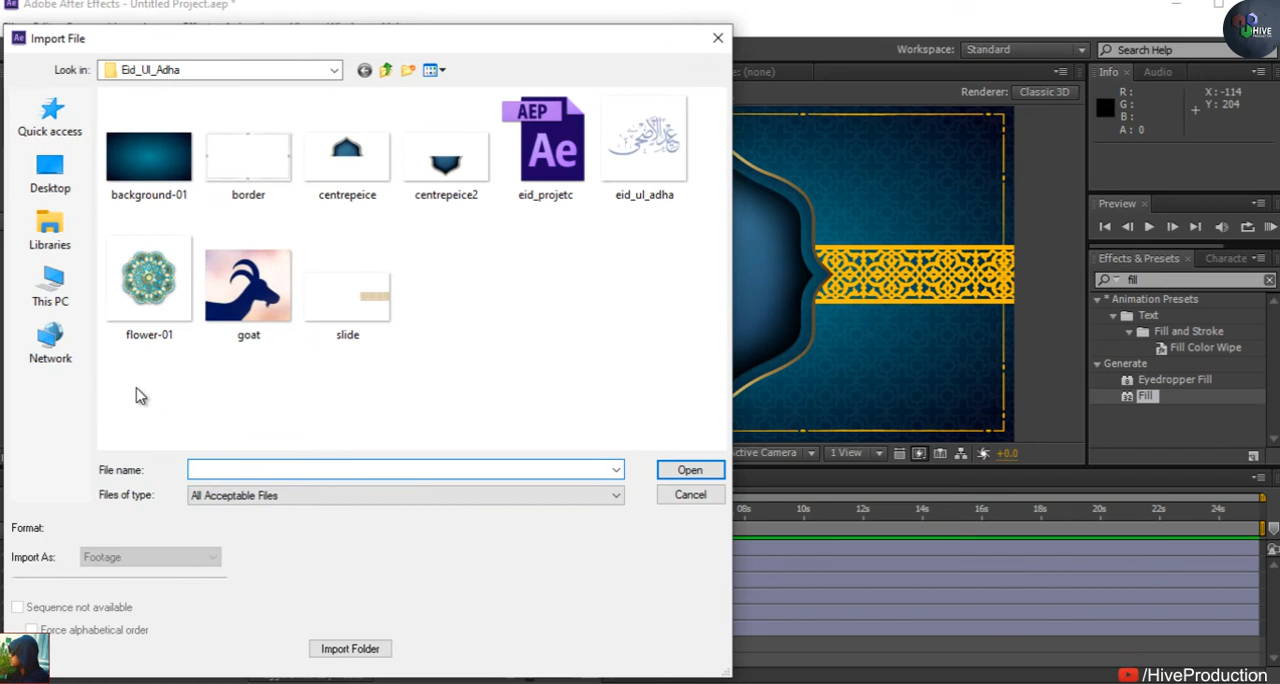 Adobe After Effects - Untitled Project.aep *
Import File
HIVE
Workspace: Standard
Search Help
Look in: Eid_Ul_Adha
e: (none)
Info
Audio
Renderer: Classic 3D
R :
G :
B :
A : 0
X : -114
Y : 204
Quick access
Desktop
Libraries
This PC
Network
AEP
Ae
عيد الأضحى
background-01
border
centrepeice
centrepeice2
eid_projetc
eid_ul_adha
flower-01
goat
slide
Preview
Effects & Presets
Characte
fill
* Animation Presets
Text
Fill and Stroke
Fill Color Wipe
Generate
Eyedropper Fill
Fill
ctive Camera
1 View
+0.0
File name:
Open
Files of type: All Acceptable Files
Cancel
08s 10s 12s 14s 16s 18s 20s 22s 24s
Format:
Import As: Footage
Sequence not available
Force alphabetical order
Import Folder
/HiveProduction